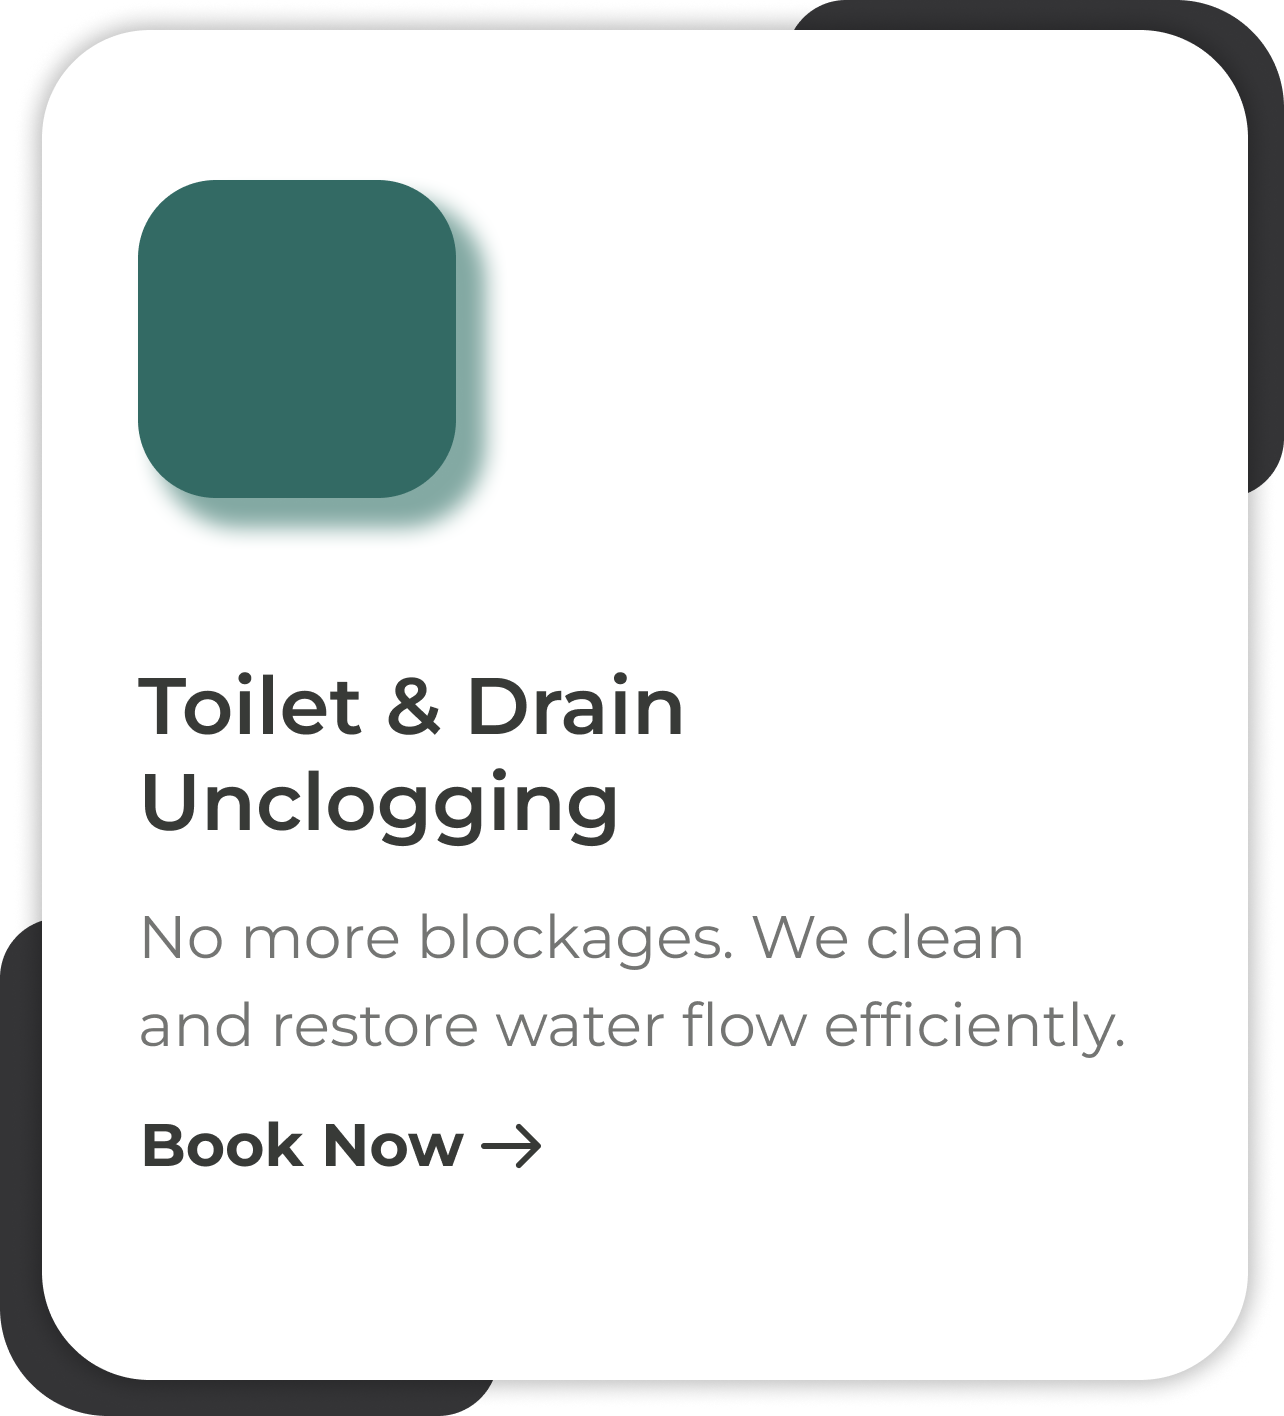 Toilet & Drain
Unclogging
No more blockages. We clean
and restore water flow efficiently.
Book Now →